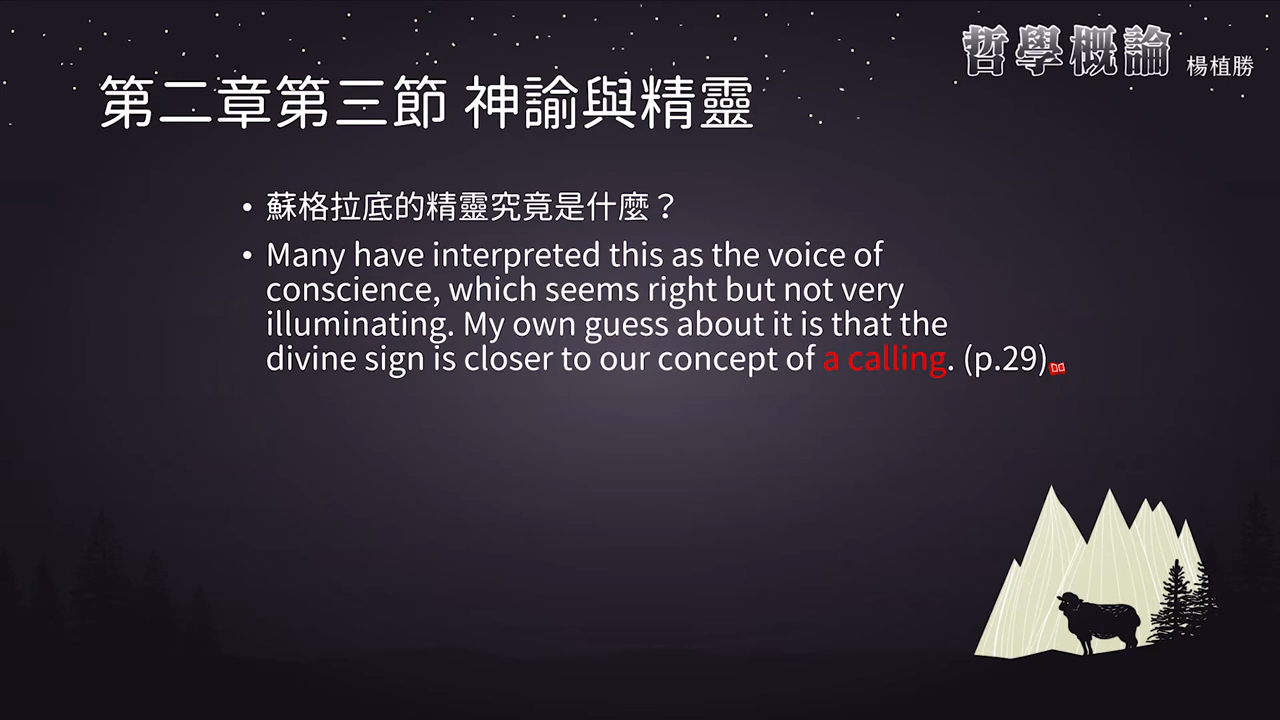 哲學概論 楊植勝
第二章第三節 神諭與精靈
• 蘇格拉底的精靈究竟是什麼？
• Many have interpreted this as the voice of
conscience, which seems right but not very
illuminating. My own guess about it is that the
divine sign is closer to our concept of a calling. (p.29)